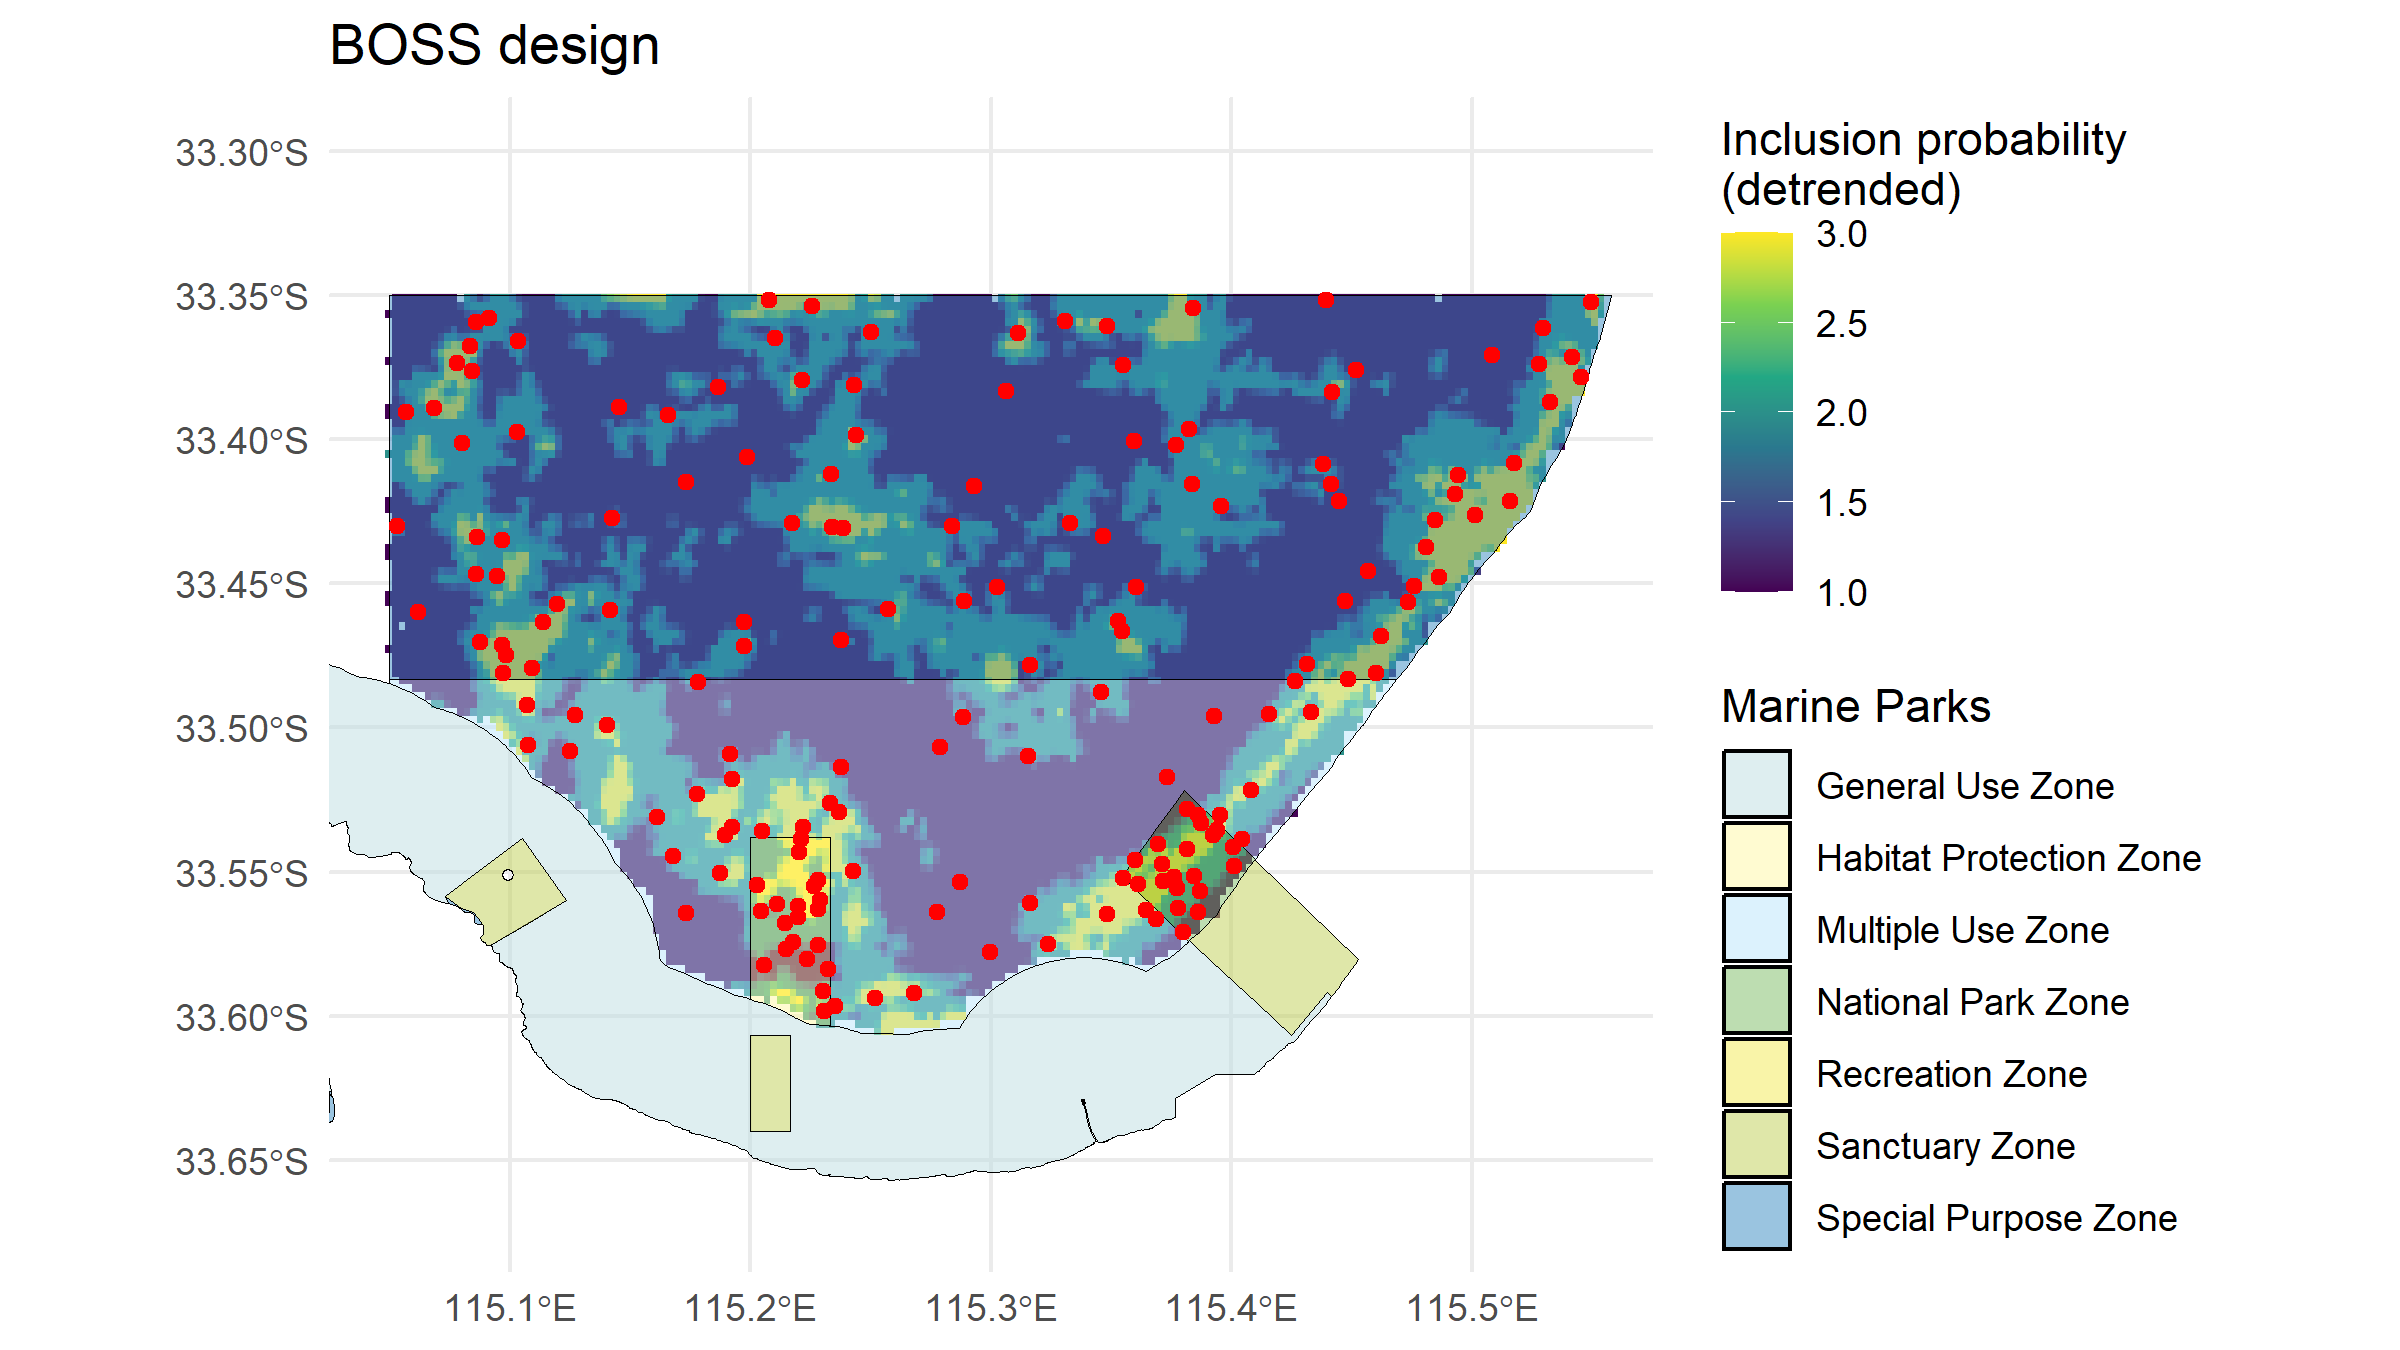 BOSS design
33.30°S
33.35°S
33.40°S
33.45°S
33.50°S
33.55°S
33.60°S
33.65°S
115.1°E
115.2°E
115.3°E
115.4°E
115.5°E
Inclusion probability
(detrended)
3.0
2.5
2.0
1.5
1.0
Marine Parks
General Use Zone
Habitat Protection Zone
Multiple Use Zone
National Park Zone
Recreation Zone
Sanctuary Zone
Special Purpose Zone